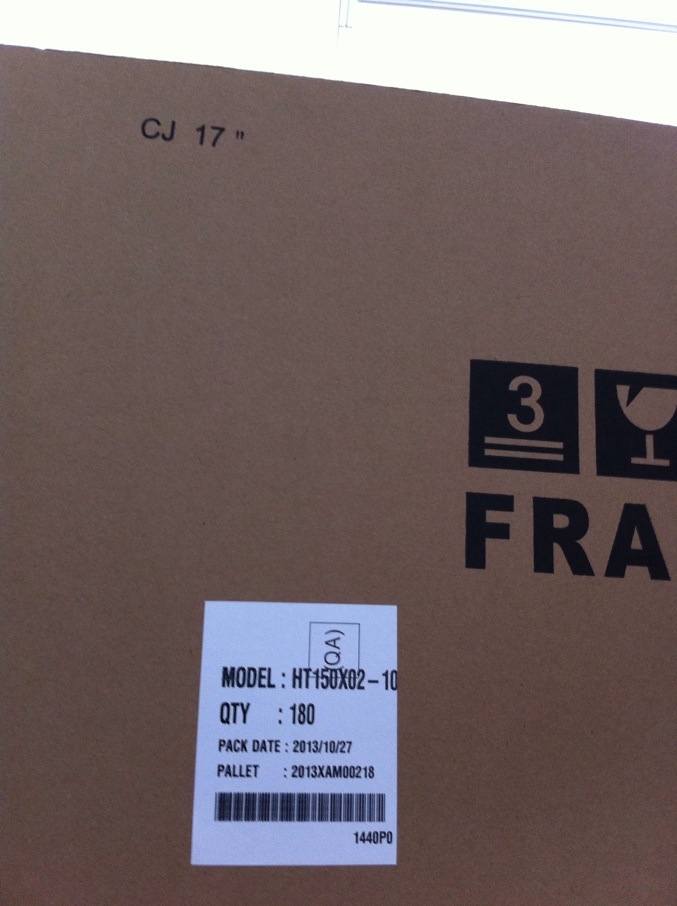 CJ 17"
3
FRA
(QA)
MODEL : HT150X02-10
QTY : 180
PACK DATE : 2013/10/27
PALLET : 2013XAM00218
1440P0